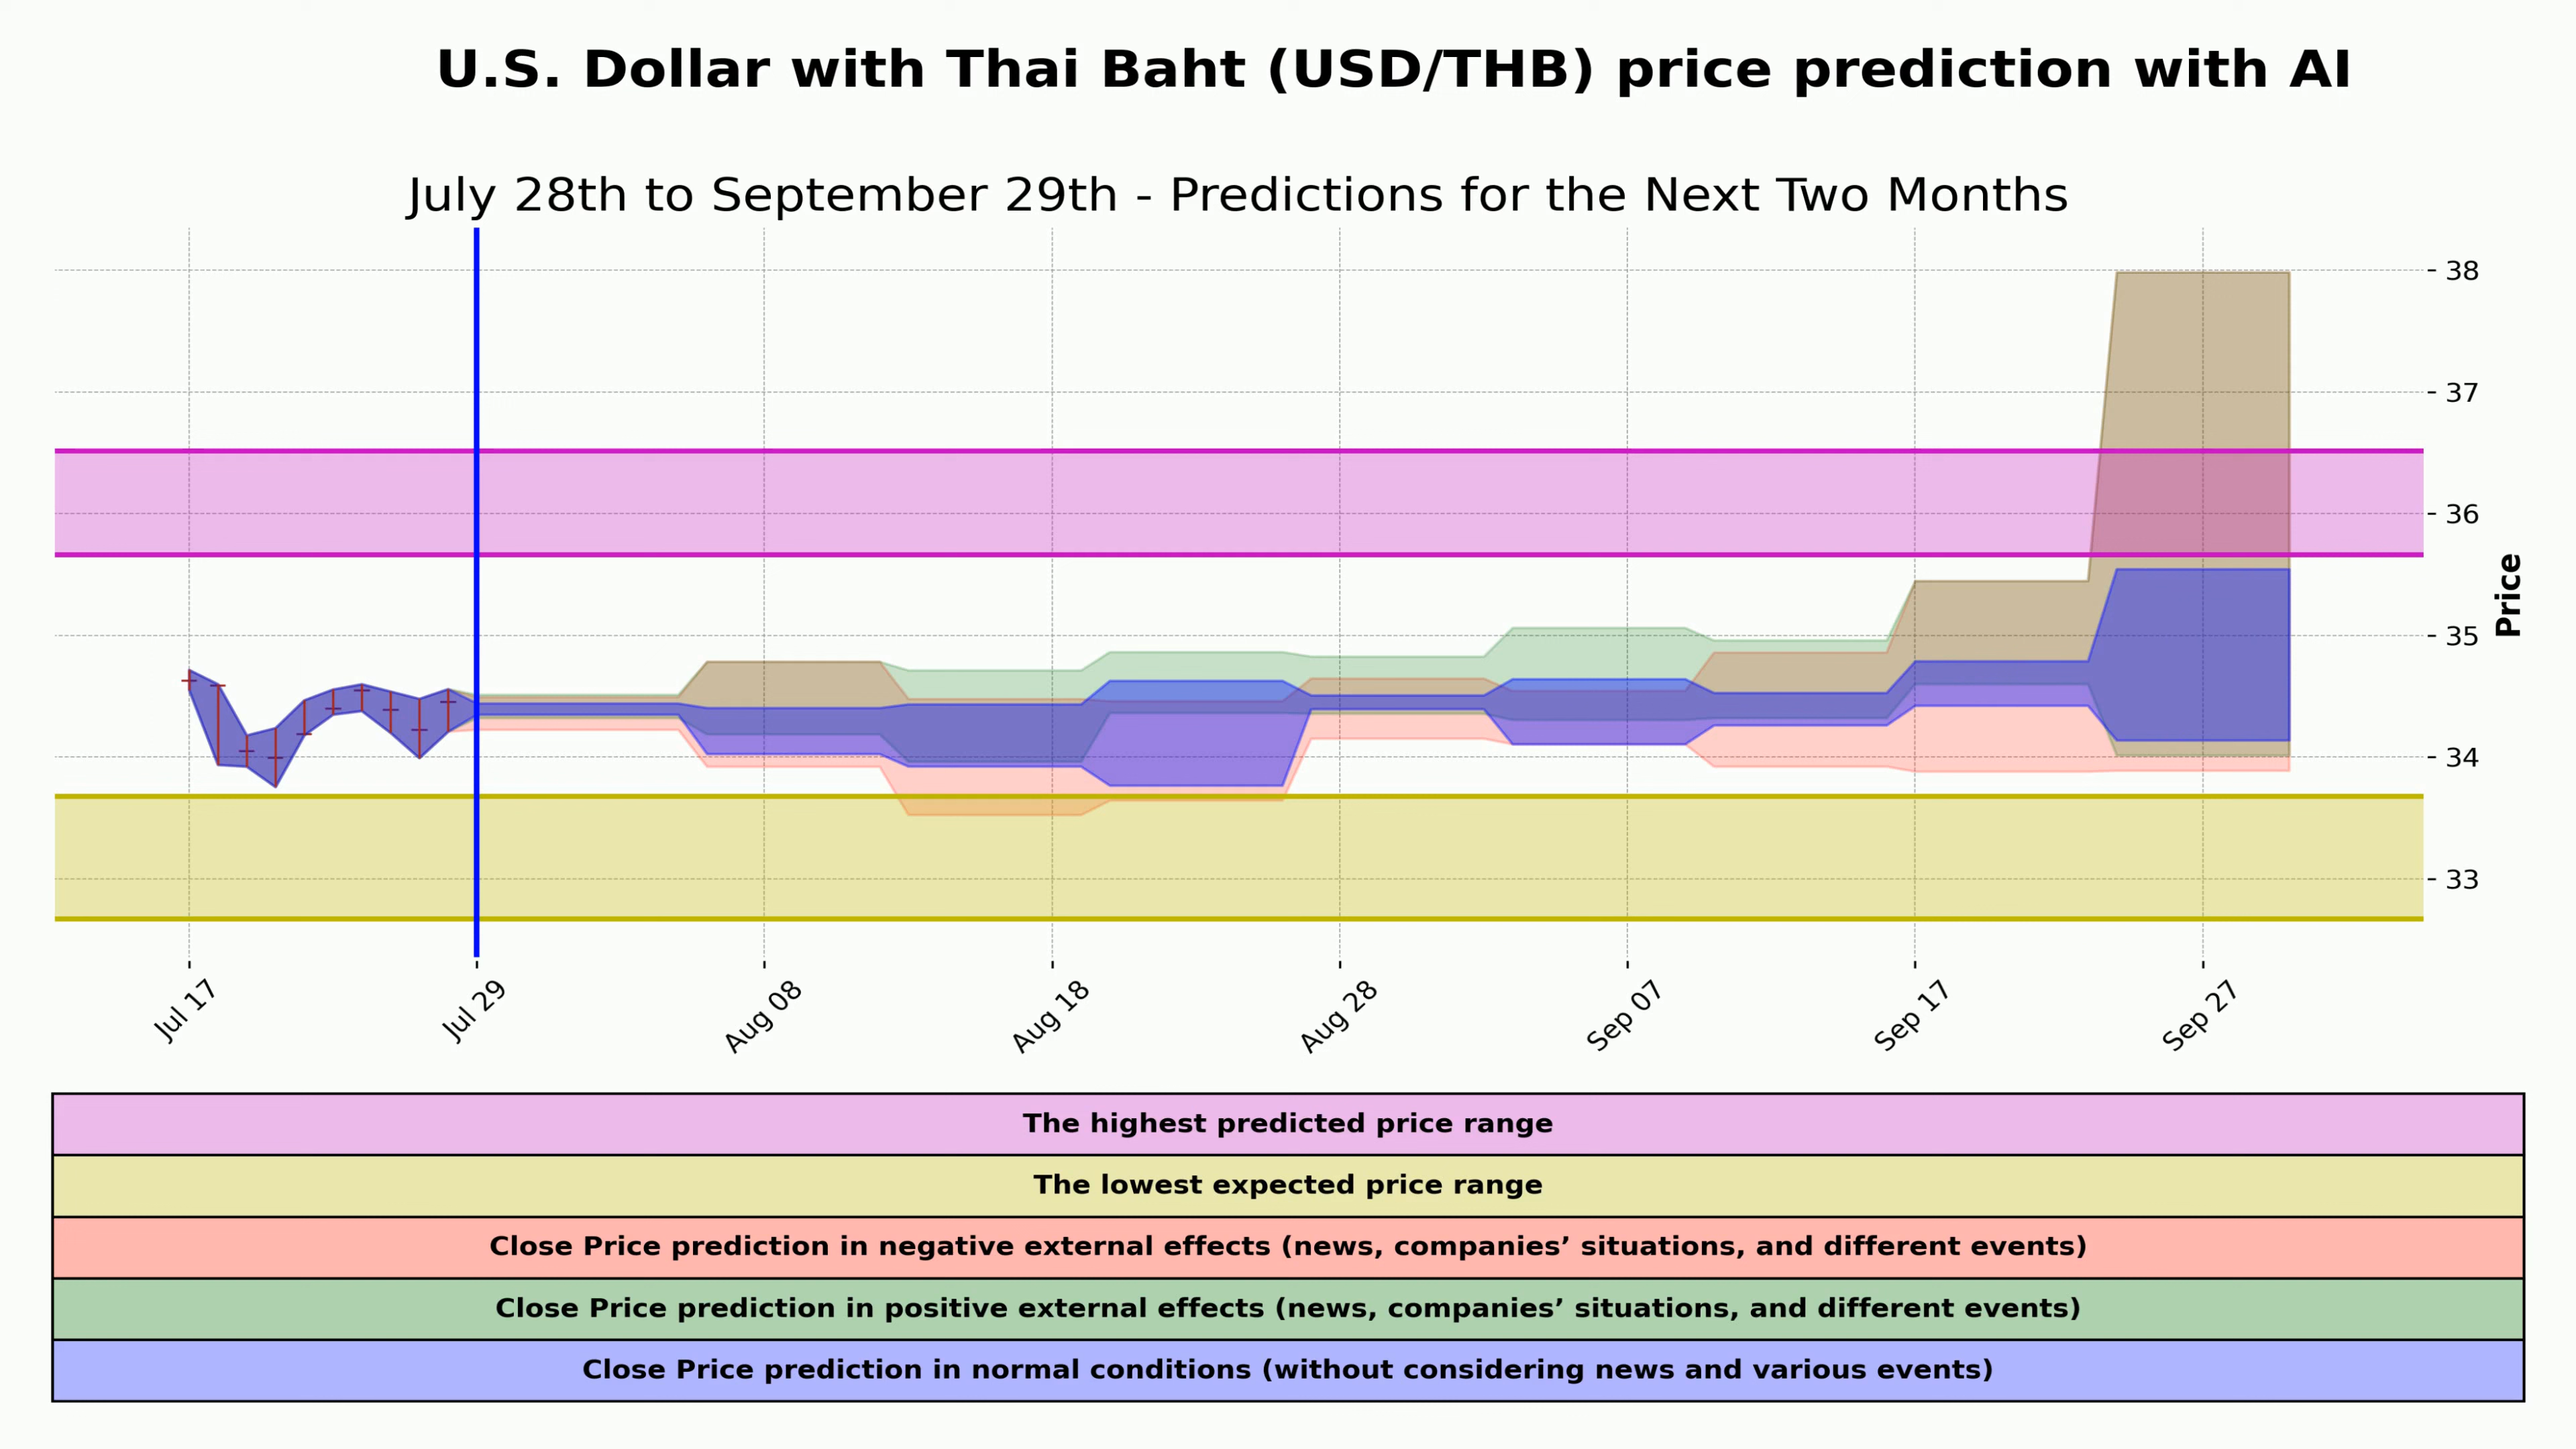 U.S. Dollar with Thai Baht (USD/THB) price prediction with AI
July 28th to September 29th - Predictions for the Next Two Months
38
37
36
35
34
33
Price
Jul 17
Jul 29
Aug 08
Aug 18
Aug 28
Sep 07
Sep 17
Sep 27
The highest predicted price range
The lowest expected price range
Close Price prediction in negative external effects (news, companies’ situations, and different events)
Close Price prediction in positive external effects (news, companies’ situations, and different events)
Close Price prediction in normal conditions (without considering news and various events)